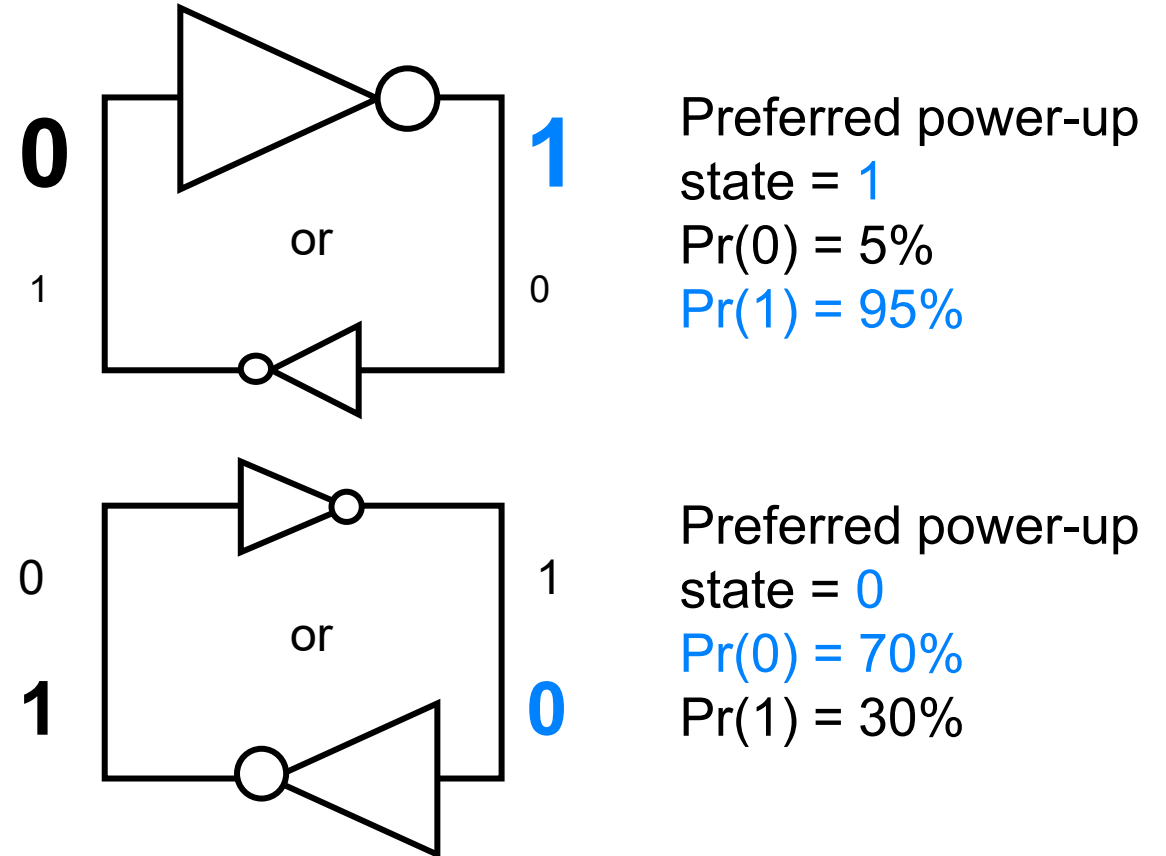 0
1
or
1
0
Preferred power-up
state = 1
Pr(0) = 5%
Pr(1) = 95%
0
1
or
1
0
Preferred power-up
state = 0
Pr(0) = 70%
Pr(1) = 30%